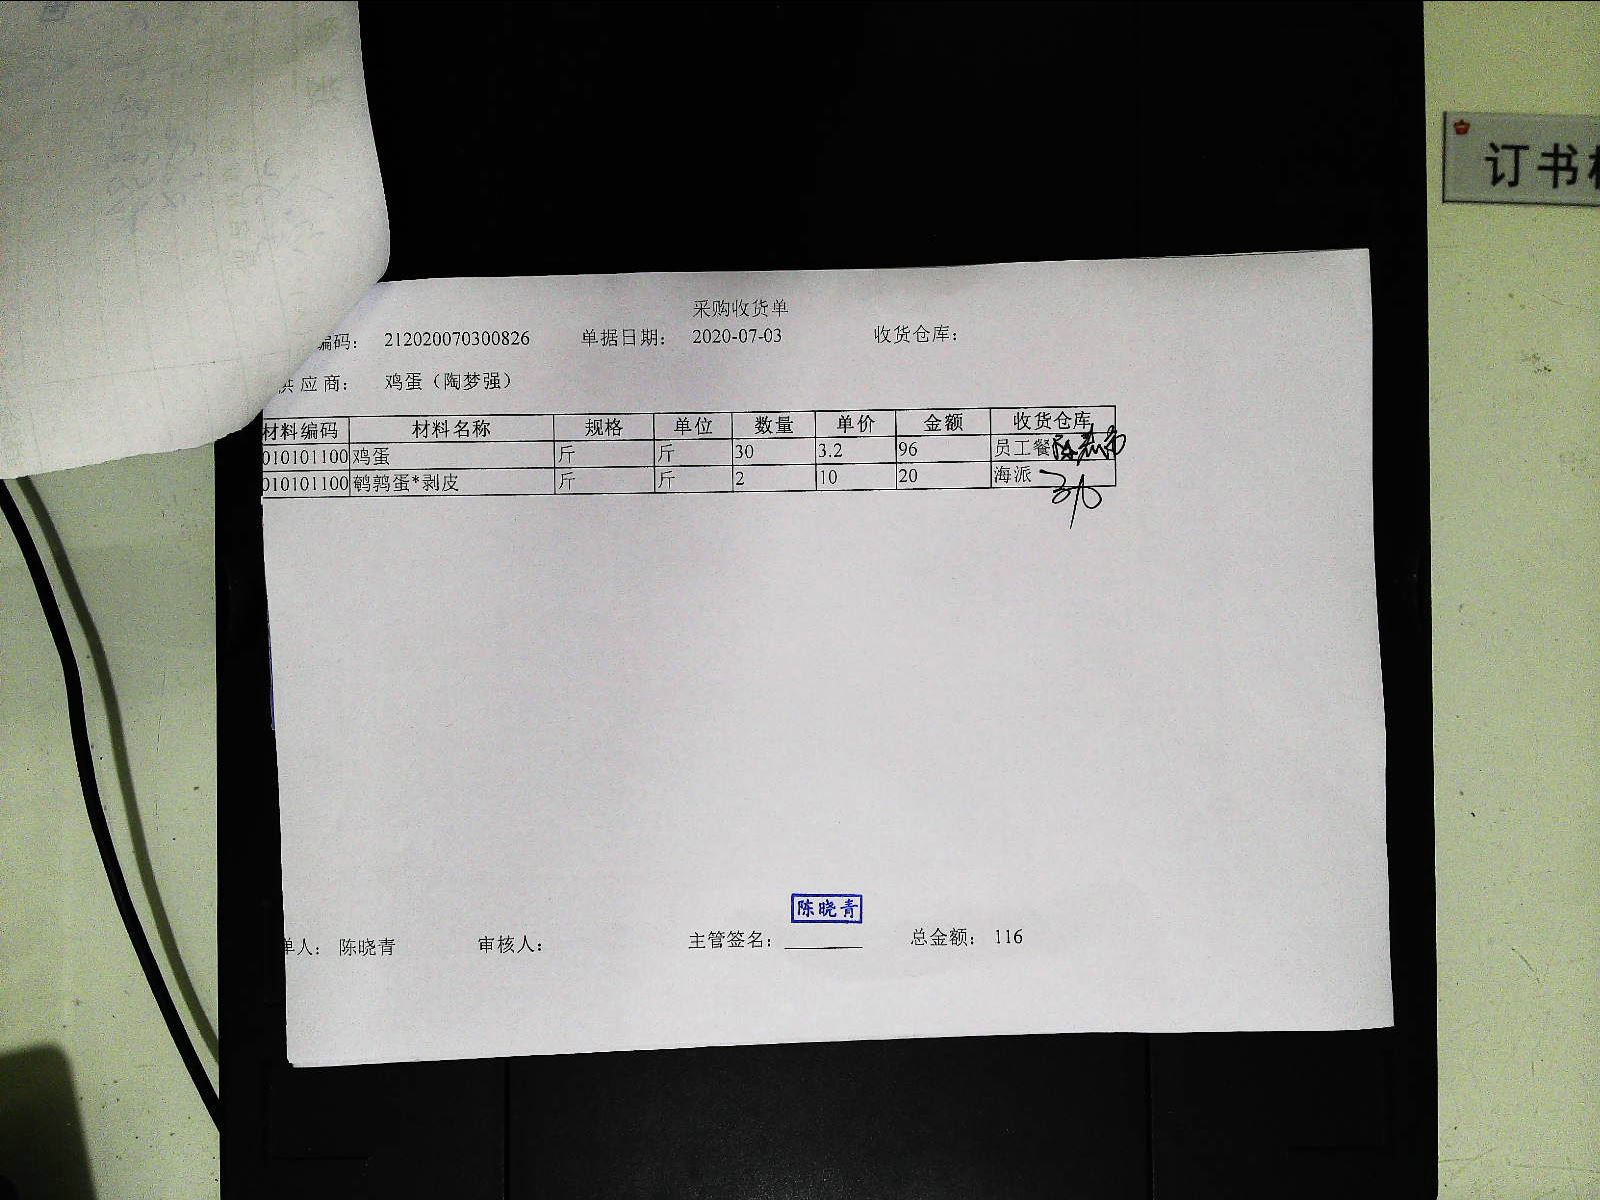 订书
采购收货单
编码： 212020070300826 单据日期： 2020-07-03 收货仓库：
供应商： 鸡蛋（陶梦强）
材料编码 材料名称 规格 单位 数量 单价 金额 收货仓库
010101100 鸡蛋 斤 斤 30 3.2 96 员工餐
010101100 鹌鹑蛋*剥皮 斤 斤 2 10 20 海派
陈晓青
单人： 陈晓青 审核人： 主管签名： 总金额： 116